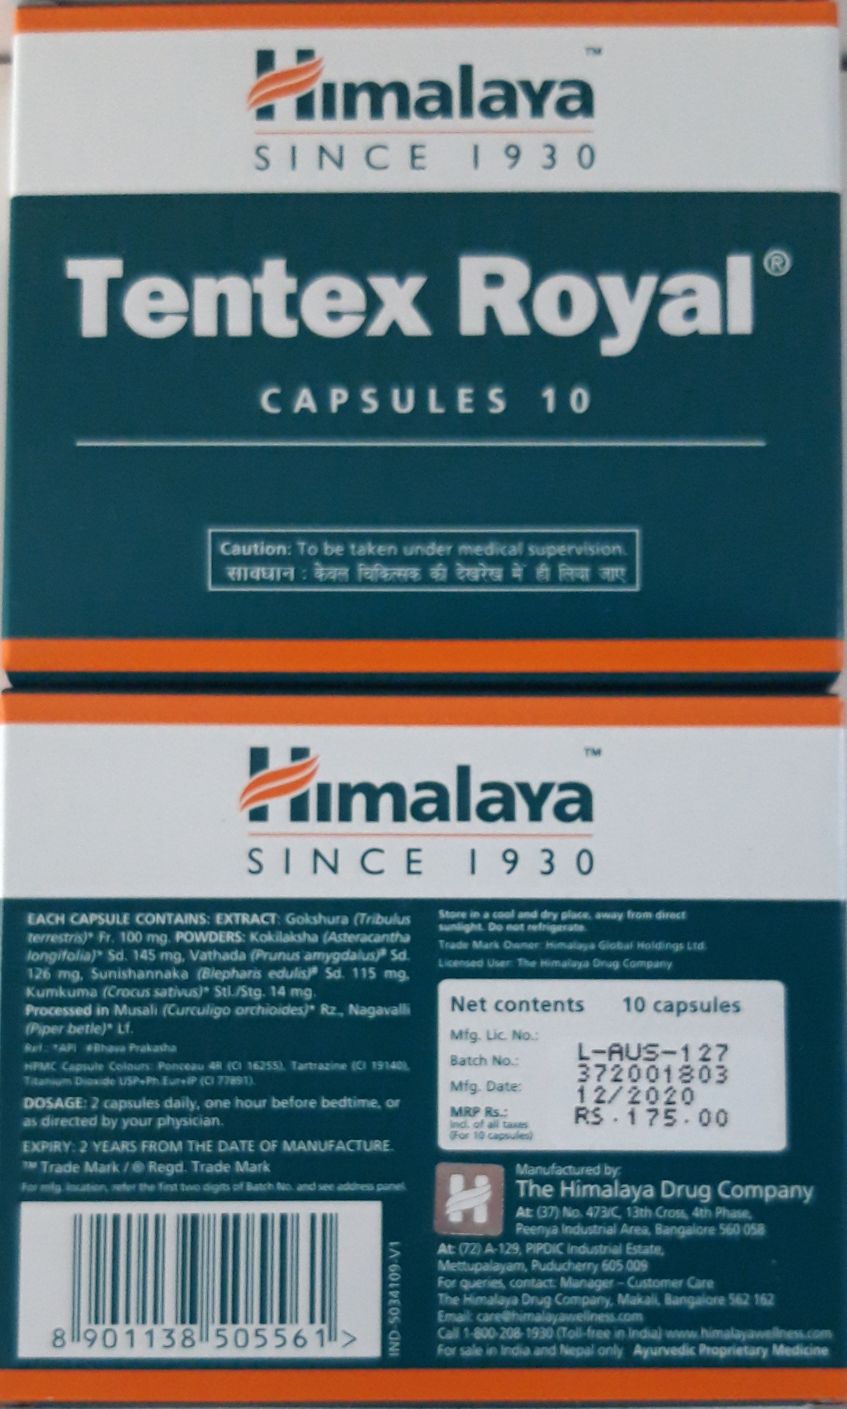 Himalaya™
SINCE 1930
Tentex Royal®
CAPSULES 10
Caution: To be taken under medical supervision.
सावधान : केवल चिकित्सक की देखरेख में ही लिया जाए
Himalaya™
SINCE 1930
EACH CAPSULE CONTAINS: EXTRACT: Gokshura (Tribulus
terrestris)* Fr. 100 mg. POWDERS: Kokilaksha (Asteracantha
longifolia)* Sd. 145 mg, Vathada (Prunus amygdalus)# Sd.
126 mg, Sunishannaka (Blepharis edulis)# Sd. 115 mg,
Kumkuma (Crocus sativus)* Stl./Stg. 14 mg.
Processed in Musali (Curculigo orchioides)* Rz., Nagavalli
(Piper betle)* Lf.
Ref.: *API #Bhava Prakasha
HPMC Capsule Colours: Ponceau 4R (CI 16255), Tartrazine (CI 19140),
Titanium Dioxide USP+Ph.Eur+IP (CI 77891).
DOSAGE: 2 capsules daily, one hour before bedtime, or
as directed by your physician.
EXPIRY: 2 YEARS FROM THE DATE OF MANUFACTURE.
™ Trade Mark / ® Regd. Trade Mark
For mfg. location, refer the first two digits of Batch No. and see address panel.
8 901138 505561 >
IND-5034109-V1
Store in a cool and dry place, away from direct
sunlight. Do not refrigerate.
Trade Mark Owner: Himalaya Global Holdings Ltd.
Licensed User: The Himalaya Drug Company
Net contents 10 capsules
Mfg. Lic. No.: L-AUS-127
Batch No.: 372001803
Mfg. Date: 12/2020
MRP Rs.: RS.175.00
Incl. of all taxes
(For 10 capsules)
Manufactured by:
The Himalaya Drug Company
At: (37) No. 473/C, 13th Cross, 4th Phase,
Peenya Industrial Area, Bangalore 560 058
At: (72) A-129, PIPDIC Industrial Estate,
Mettupalayam, Puducherry 605 009
For queries, contact: Manager – Customer Care
The Himalaya Drug Company, Makali, Bangalore 562 162
Email: care@himalayawellness.com
Call 1-800-208-1930 (Toll-free in India) www.himalayawellness.com
For sale in India and Nepal only Ayurvedic Proprietary Medicine